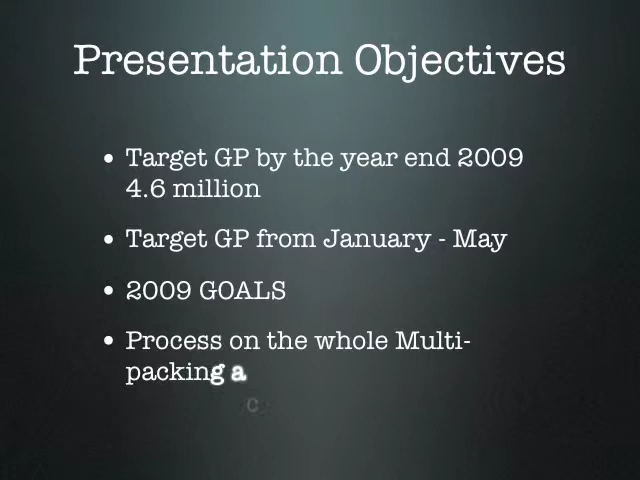 Presentation Objectives
• Target GP by the year end 2009
4.6 million
• Target GP from January - May
• 2009 GOALS
• Process on the whole Multi-
packing a
c